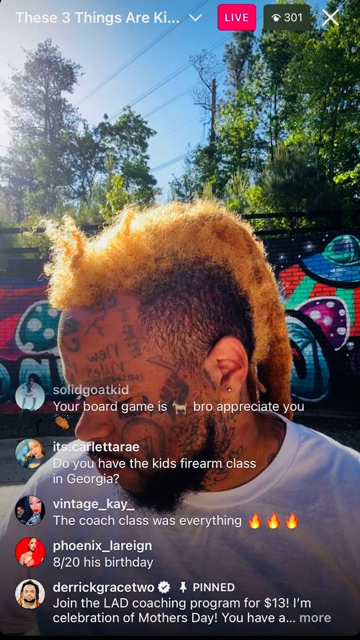 These 3 Things Are Ki...
LIVE
301
New
solidgoatkid
Your board game is 🐐 bro appreciate you
👏🏽
its.carlettarae
Do you have the kids firearm class
in Georgia?
vintage_kay_
The coach class was everything 🔥🔥🔥
phoenix_lareign
8/20 his birthday
derrickgracetwo PINNED
Join the LAD coaching program for $13! I'm
celebration of Mothers Day! You have a... more